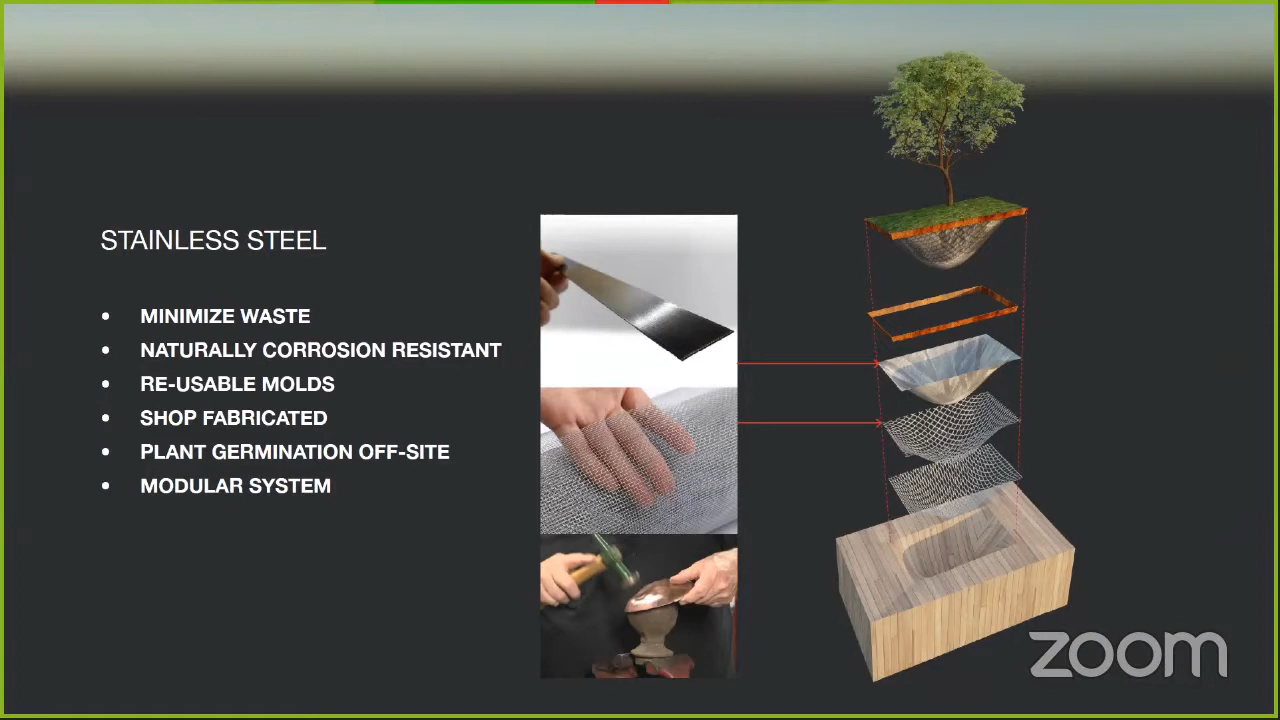 STAINLESS STEEL
• MINIMIZE WASTE
• NATURALLY CORROSION RESISTANT
• RE-USABLE MOLDS
• SHOP FABRICATED
• PLANT GERMINATION OFF-SITE
• MODULAR SYSTEM
zoom